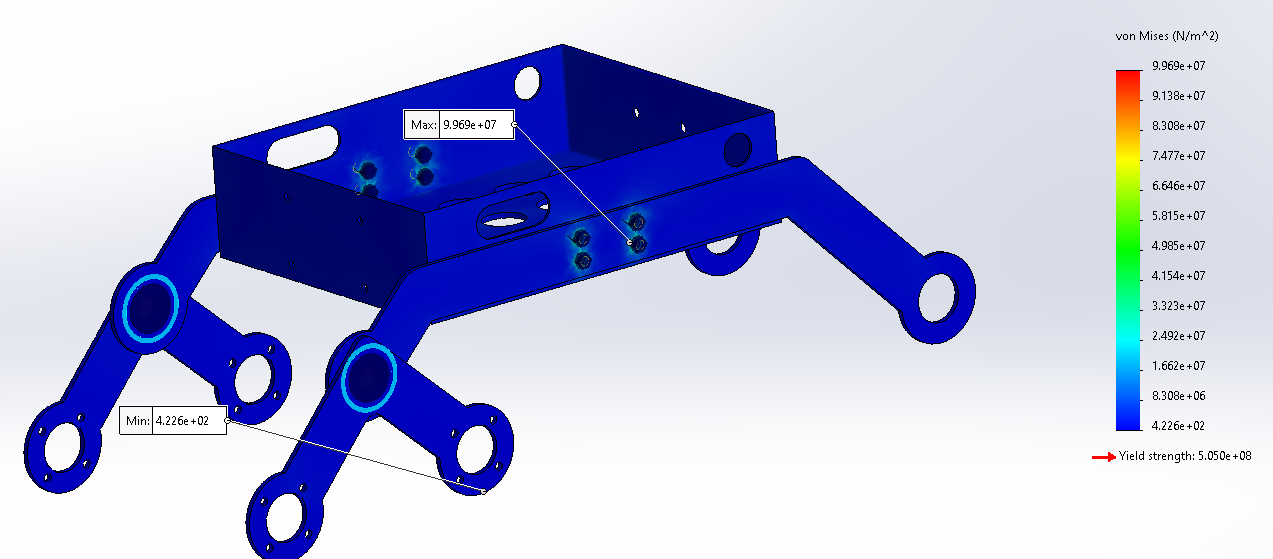 von Mises (N/m^2)
9.969e+07
9.138e+07
8.308e+07
7.477e+07
6.646e+07
5.815e+07
4.985e+07
4.154e+07
3.323e+07
2.492e+07
1.662e+07
8.308e+06
4.226e+02
Yield strength: 5.050e+08
Max: 9.969e+07
Min: 4.226e+02